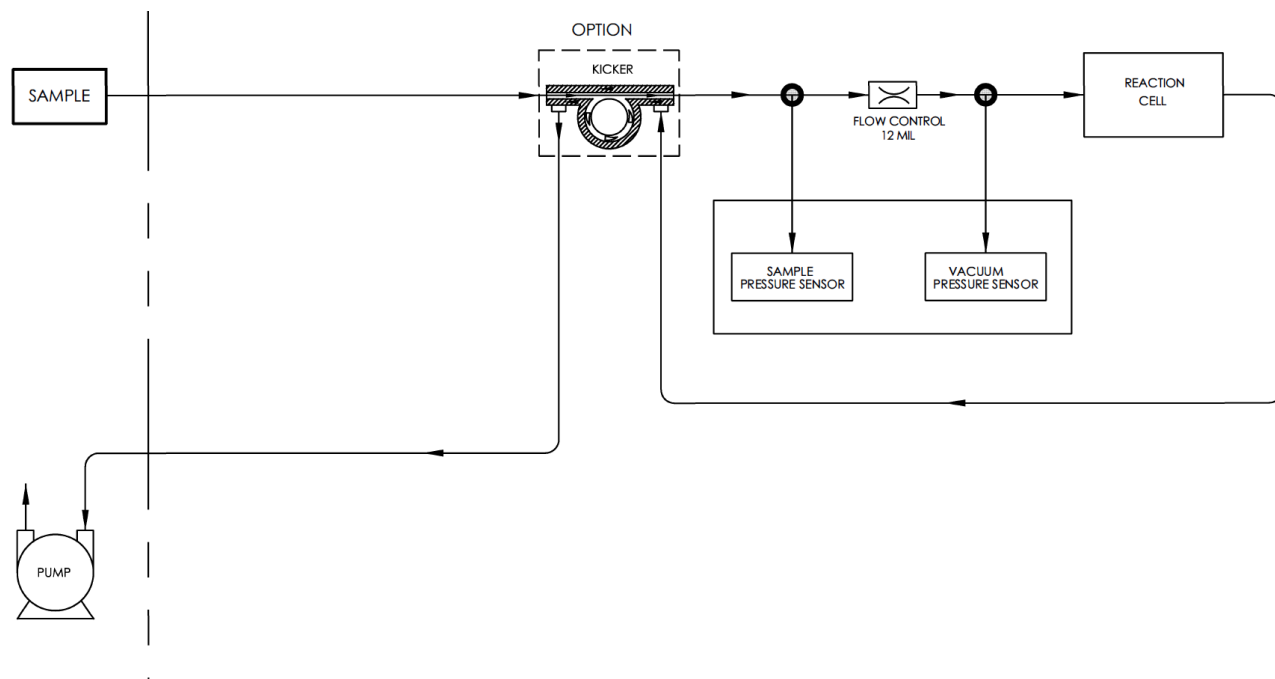 OPTION
KICKER
SAMPLE
REACTION
CELL
FLOW CONTROL
12 MIL
SAMPLE
PRESSURE SENSOR
VACUUM
PRESSURE SENSOR
PUMP